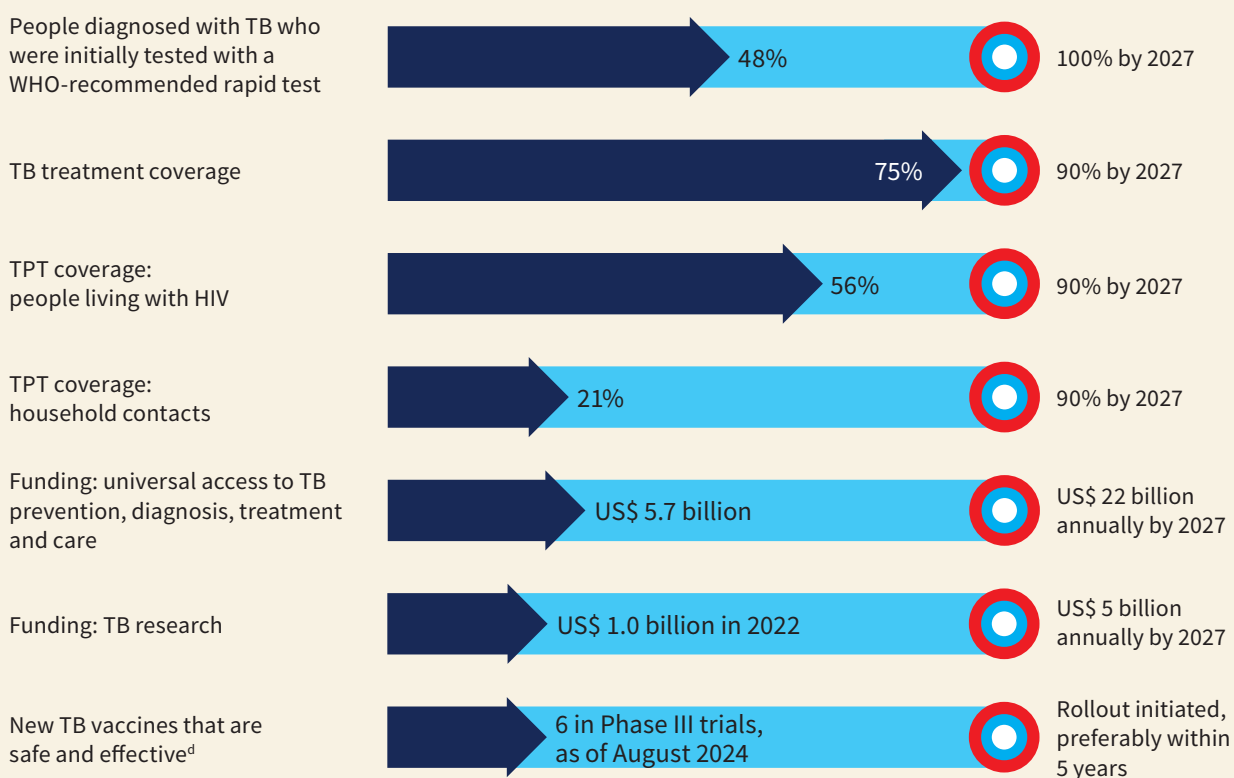 People diagnosed with TB who
were initially tested with a
WHO-recommended rapid test
48%
100% by 2027
TB treatment coverage
75%
90% by 2027
TPT coverage:
people living with HIV
56%
90% by 2027
TPT coverage:
household contacts
21%
90% by 2027
Funding: universal access to TB
prevention, diagnosis, treatment
and care
US$ 5.7 billion
US$ 22 billion
annually by 2027
Funding: TB research
US$ 1.0 billion in 2022
US$ 5 billion
annually by 2027
New TB vaccines that are
safe and effectiveᵈ
6 in Phase III trials,
as of August 2024
Rollout initiated,
preferably within
5 years